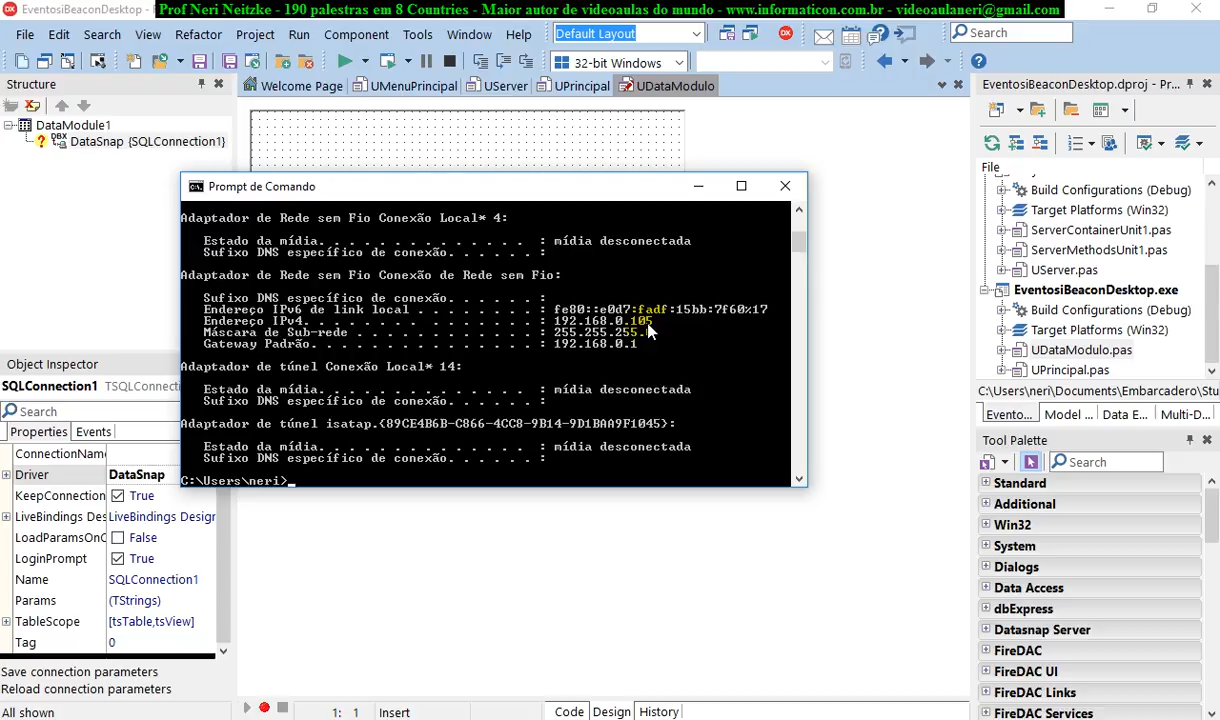 EventosiBeaconDesktop -
Prof Neri Neitzke - 190 palestras em 8 Countries - Maior autor de videoaulas do mundo - www.informaticon.com.br - videoaulaneri@gmail.com
File Edit Search View Refactor Project Run Component Tools Window Help
Default Layout
Search
32-bit Windows
Structure
Welcome Page UMenuPrincipal UServer UPrincipal UDataModulo
EventosiBeaconDesktop.dproj - Pr...
DataModule1
DataSnap {SQLConnection1}
File
Build Configurations (Debug)
Target Platforms (Win32)
ServerContainerUnit1.pas
ServerMethodsUnit1.pas
UServer.pas
EventosiBeaconDesktop.exe
Build Configurations (Debug)
Target Platforms (Win32)
UDataModulo.pas
UPrincipal.pas
C:\Users\neri\Documents\Embarcadero\Stu
Evento... Model ... Data E... Multi-D...
Prompt de Comando
Adaptador de Rede sem Fio Conexão Local* 4:
Estado da mídia. . . . . . . . . . . . . . : mídia desconectada
Sufixo DNS específico de conexão. . . . . . :
Adaptador de Rede sem Fio Conexão de Rede sem Fio:
Sufixo DNS específico de conexão. . . . . . :
Endereço IPv6 de link local . . . . . . . . : fe80::e0d7:fadf:15bb:7f60%17
Endereço IPv4. . . . . . . . . . . . . . . : 192.168.0.105
Máscara de Sub-rede . . . . . . . . . . . . : 255.255.255.
Gateway Padrão. . . . . . . . . . . . . . . : 192.168.0.1
Adaptador de túnel Conexão Local* 14:
Estado da mídia. . . . . . . . . . . . . . : mídia desconectada
Sufixo DNS específico de conexão. . . . . . :
Adaptador de túnel isatap.{89CE4B6B-C866-4CC8-9B14-9D1BAA9F1045}:
Estado da mídia. . . . . . . . . . . . . . : mídia desconectada
Sufixo DNS específico de conexão. . . . . . :
C:\Users\neri>
Object Inspector
SQLConnection1 TSQLConnection
Search
Properties Events
ConnectionName
Driver DataSnap
KeepConnection True
LiveBindings Des LiveBindings Design
LoadParamsOnC False
LoginPrompt True
Name SQLConnection1
Params (TStrings)
TableScope [tsTable,tsView]
Tag 0
Save connection parameters
Reload connection parameters
All shown
1: 1 Insert
Code Design History
Tool Palette
Search
Standard
Additional
Win32
System
Dialogs
Data Access
dbExpress
Datasnap Server
FireDAC
FireDAC UI
FireDAC Links
FireDAC Services